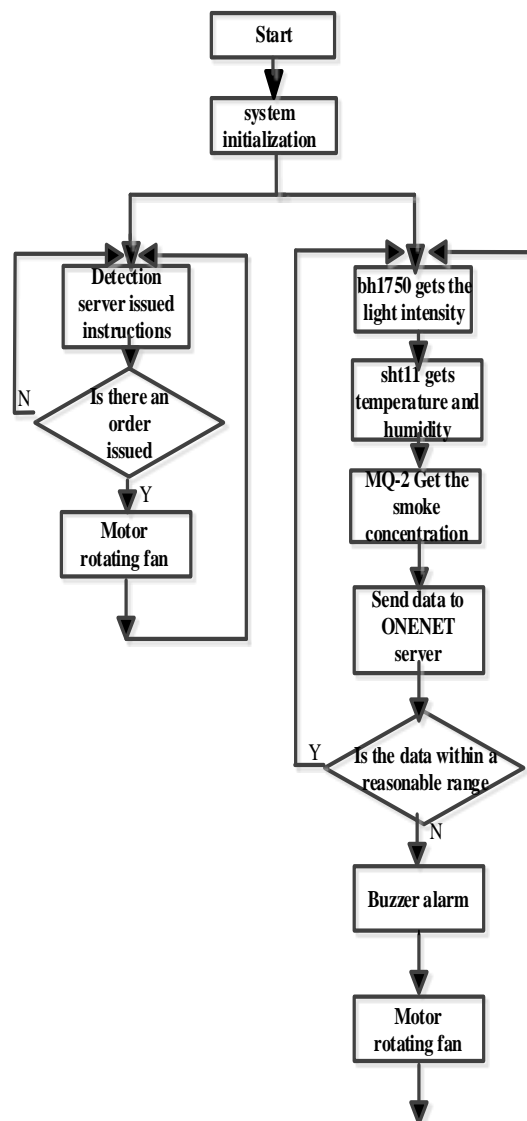 Start
system
initialization
Detection
server issued
instructions
N
Is there an
order
issued
Y
Motor
rotating fan
bh1750 gets the
light intensity
sht11 gets
temperature and
humidity
MQ-2 Get the
smoke
concentration
Send data to
ONENET
server
Y
Is the data within a
reasonable range
N
Buzzer alarm
Motor
rotating fan